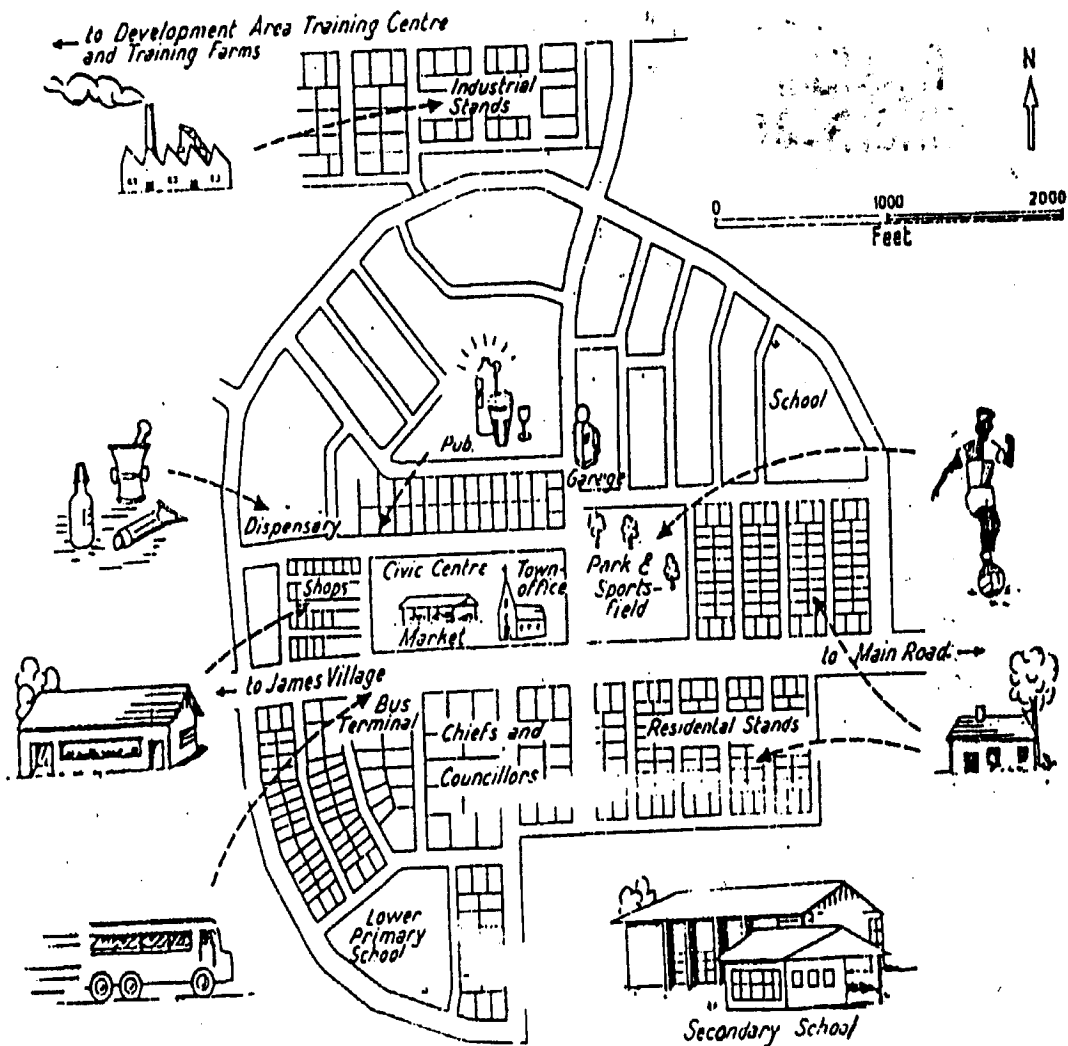 ← to Development Area Training Centre
and Training Farms
Industrial
Stands
N
0 1000 2000
Feet
School
Pub.
Garage
Dispensary
Shops
Civic Centre
Town-
office
Market
Park &
Sports-
field
to Main Road →
← to James Village
Bus
Terminal
Chiefs and
Councillors
Residental Stands
Lower
Primary
School
Secondary School